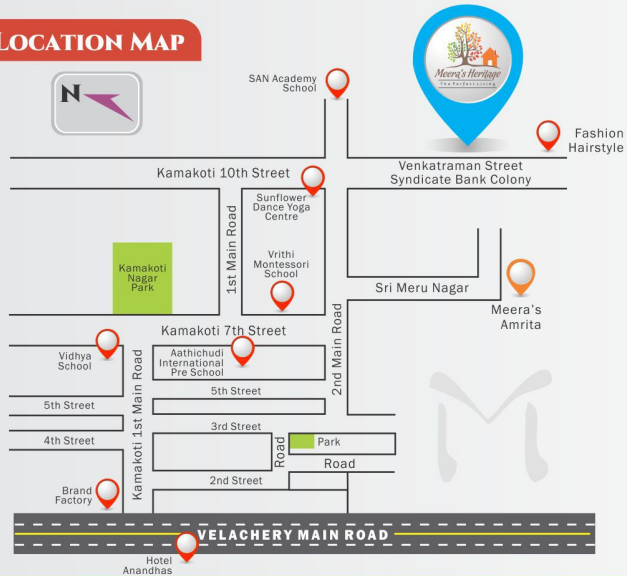 LOCATION MAP
N
Meera's Heritage
The Perfect Living
SAN Academy
School
Fashion
Hairstyle
Kamakoti 10th Street
Venkatraman Street
Syndicate Bank Colony
Sunflower
Dance Yoga
Centre
1st Main Road
Vrithi
Montessori
School
Kamakoti
Nagar
Park
Sri Meru Nagar
Meera's
Amrita
2nd Main Road
Kamakoti 7th Street
Vidhya
School
Aathichudi
International
Pre School
Kamakoti 1st Main Road
5th Street
5th Street
3rd Street
4th Street
Road
Park
Road
2nd Street
Brand
Factory
VELACHERY MAIN ROAD
Hotel
Anandhas